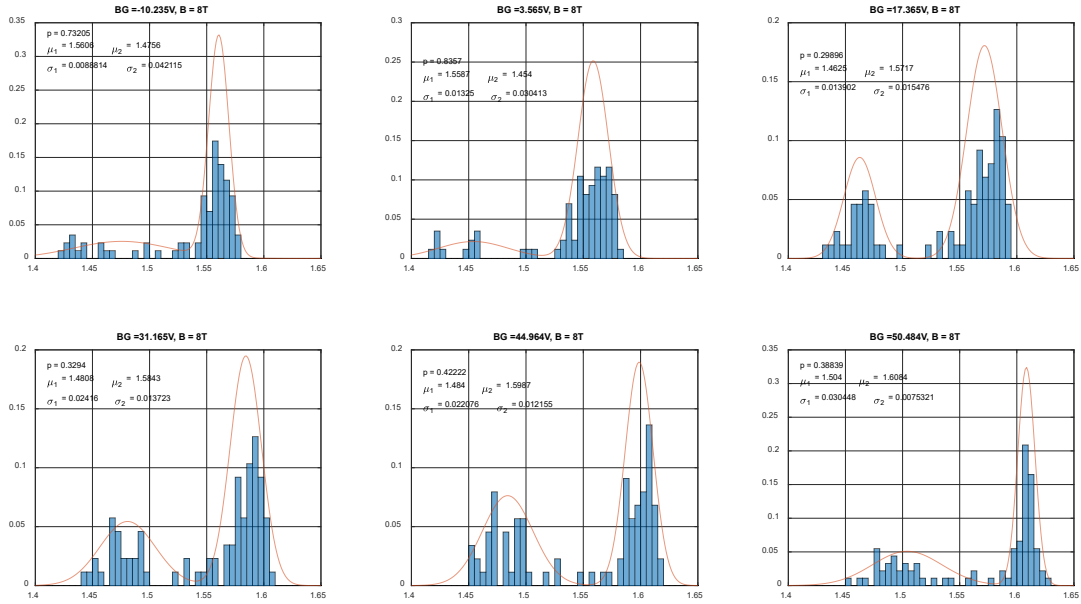 BG =-10.235V, B = 8T
0.35
0.3
0.25
0.2
0.15
0.1
0.05
0
p = 0.73205
μ1 = 1.5606 μ2 = 1.4756
σ1 = 0.0088814 σ2 = 0.042115
1.4 1.45 1.5 1.55 1.6 1.65
BG =3.565V, B = 8T
0.3
0.25
0.2
0.15
0.1
0.05
0
p = 0.8357
μ1 = 1.5587 μ2 = 1.454
σ1 = 0.01325 σ2 = 0.030413
1.4 1.45 1.5 1.55 1.6 1.65
BG =17.365V, B = 8T
0.2
0.15
0.1
0.05
0
p = 0.29896
μ1 = 1.4625 μ2 = 1.5717
σ1 = 0.013902 σ2 = 0.015476
1.4 1.45 1.5 1.55 1.6 1.65
BG =31.165V, B = 8T
0.2
0.15
0.1
0.05
0
p = 0.3294
μ1 = 1.4808 μ2 = 1.5843
σ1 = 0.02416 σ2 = 0.013723
1.4 1.45 1.5 1.55 1.6 1.65
BG =44.964V, B = 8T
0.2
0.15
0.1
0.05
0
p = 0.42222
μ1 = 1.484 μ2 = 1.5987
σ1 = 0.022076 σ2 = 0.012155
1.4 1.45 1.5 1.55 1.6 1.65
BG =50.484V, B = 8T
0.35
0.3
0.25
0.2
0.15
0.1
0.05
0
p = 0.38839
μ1 = 1.504 μ2 = 1.6084
σ1 = 0.030448 σ2 = 0.0075321
1.4 1.45 1.5 1.55 1.6 1.65